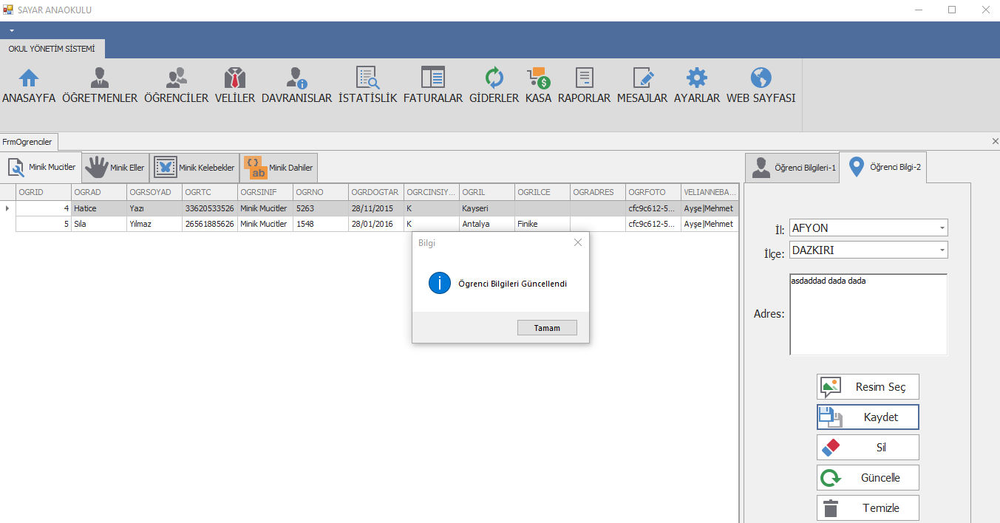 SAYAR ANAOKULU
OKUL YÖNETİM SİSTEMİ
ANASAYFA ÖĞRETMENLER ÖĞRENCİLER VELİLER DAVRANISLAR İSTATİSLİK FATURALAR GİDERLER KASA RAPORLAR MESAJLAR AYARLAR WEB SAYFASI
FrmOgrencıler
Minik Mucitler Minik Eller Minik Kelebekler Minik Dahiler
Öğrenci Bilgileri-1 Öğrenci Bilgi-2
OGRID OGRAD OGRSOYAD OGRTC OGRSINIF OGRNO OGRDOGTAR OGRCINSIY... OGRIL OGRILCE OGRADRES OGRFOTO VELIANNEBA...
4 Hatice Yazı 33620533526 Minik Mucitler 5263 28/11/2015 K Kayseri cfc9c612-5... Ayşe|Mehmet
5 Sıla Yılmaz 26561885626 Minik Mucitler 1548 28/01/2016 K Antalya Finike cfc9c612-5... Ayşe|Mehmet
Bilgi
Ögrenci Bilgileri Güncellendi
Tamam
İl: AFYON
İlçe: DAZKIRI
Adres: asdaddad dada dada
Resim Seç
Kaydet
Sil
Güncelle
Temizle